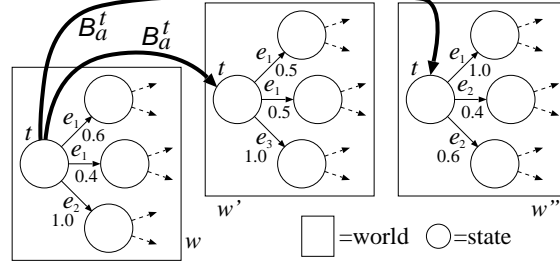 B_a^t
B_a^t
t
e_1
0.6
e_1
0.4
e_2
1.0
w
t
e_1
0.5
e_1
0.5
e_3
1.0
w'
t
e_1
1.0
e_2
0.4
e_2
0.6
w"
=world
=state